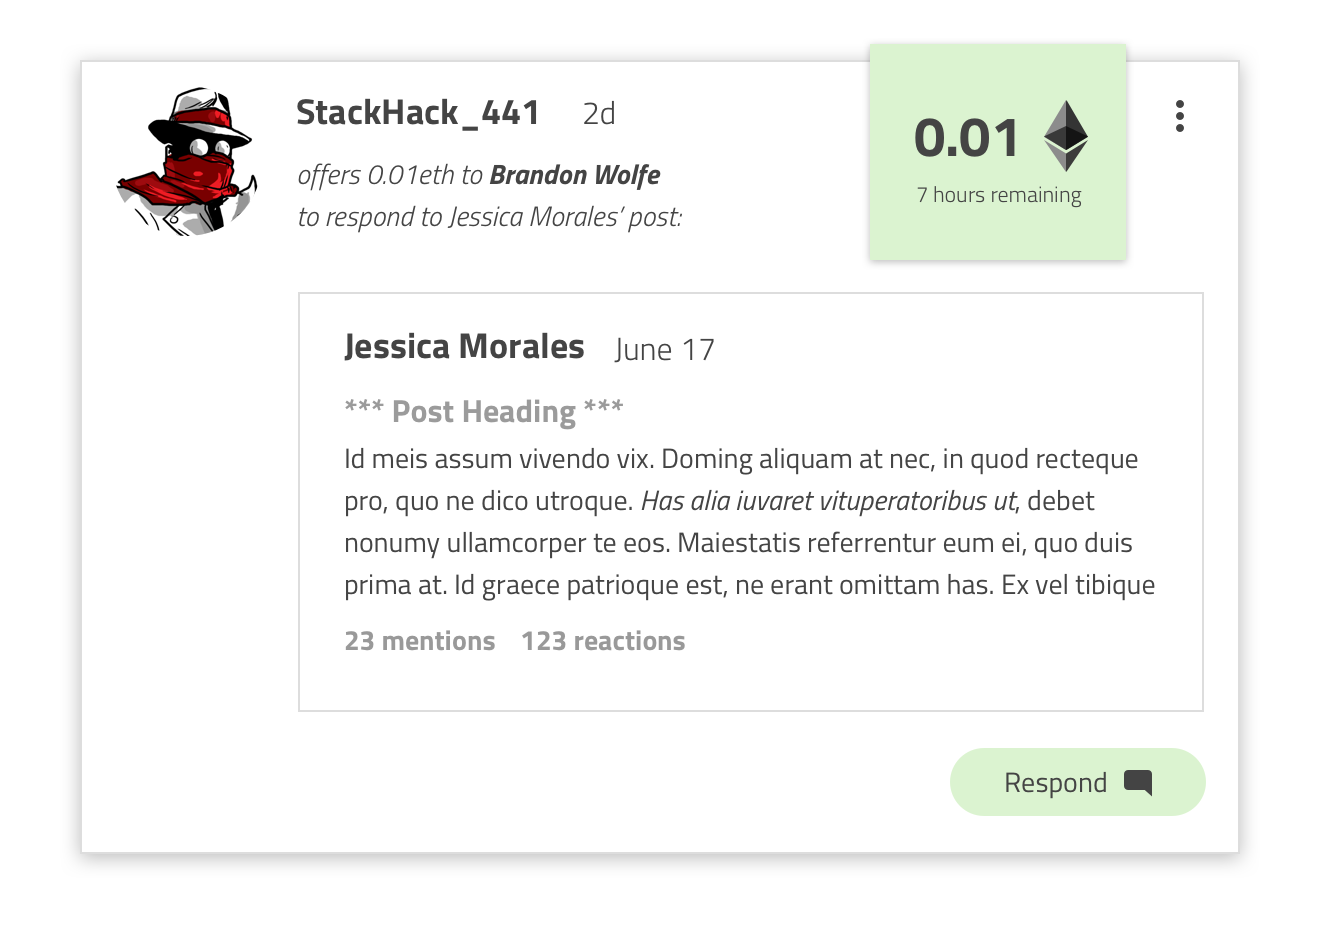 StackHack_441 2d
offers 0.01eth to Brandon Wolfe
to respond to Jessica Morales’ post:
0.01
7 hours remaining
Jessica Morales June 17
*** Post Heading ***
Id meis assum vivendo vix. Doming aliquam at nec, in quod recteque
pro, quo ne dico utroque. Has alia iuvaret vituperatoribus ut, debet
nonumy ullamcorper te eos. Maiestatis referrentur eum ei, quo duis
prima at. Id graece patrioque est, ne erant omittam has. Ex vel tibique
23 mentions 123 reactions
Respond